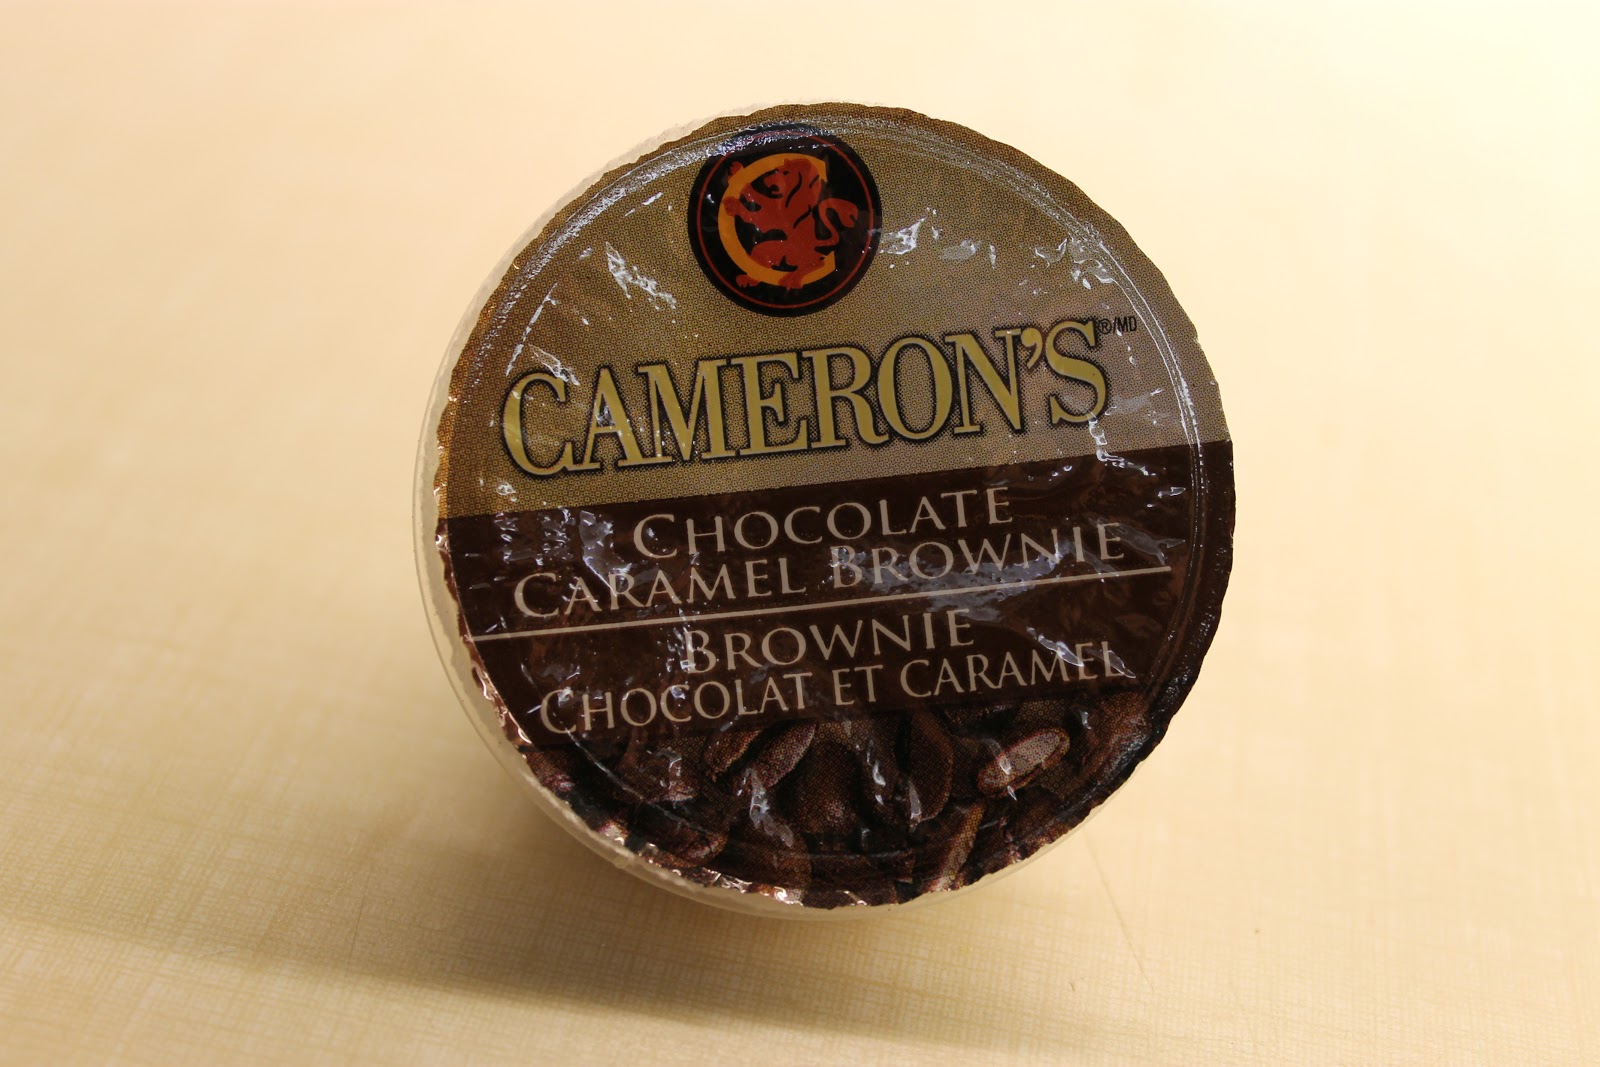 C
CAMERON'S®/MD
CHOCOLATE
CARAMEL BROWNIE
BROWNIE
CHOCOLAT ET CARAMEL